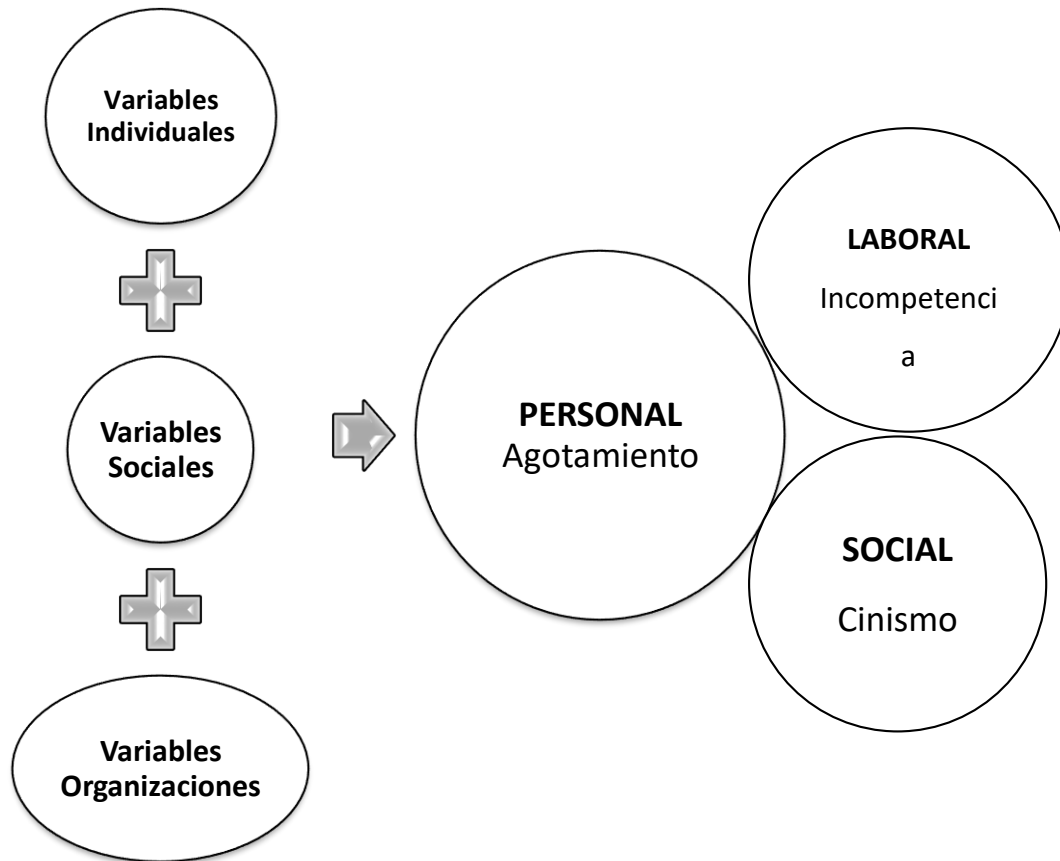 Variables
Individuales
Variables
Sociales
Variables
Organizaciones
PERSONAL
Agotamiento
LABORAL
Incompetenci
a
SOCIAL
Cinismo